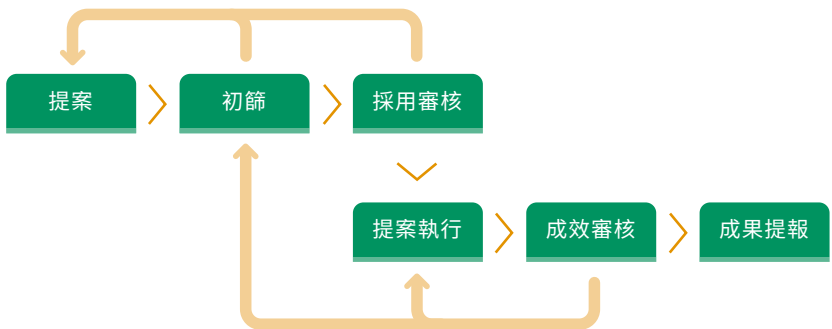 提案
初篩
採用審核
提案執行
成效審核
成果提報